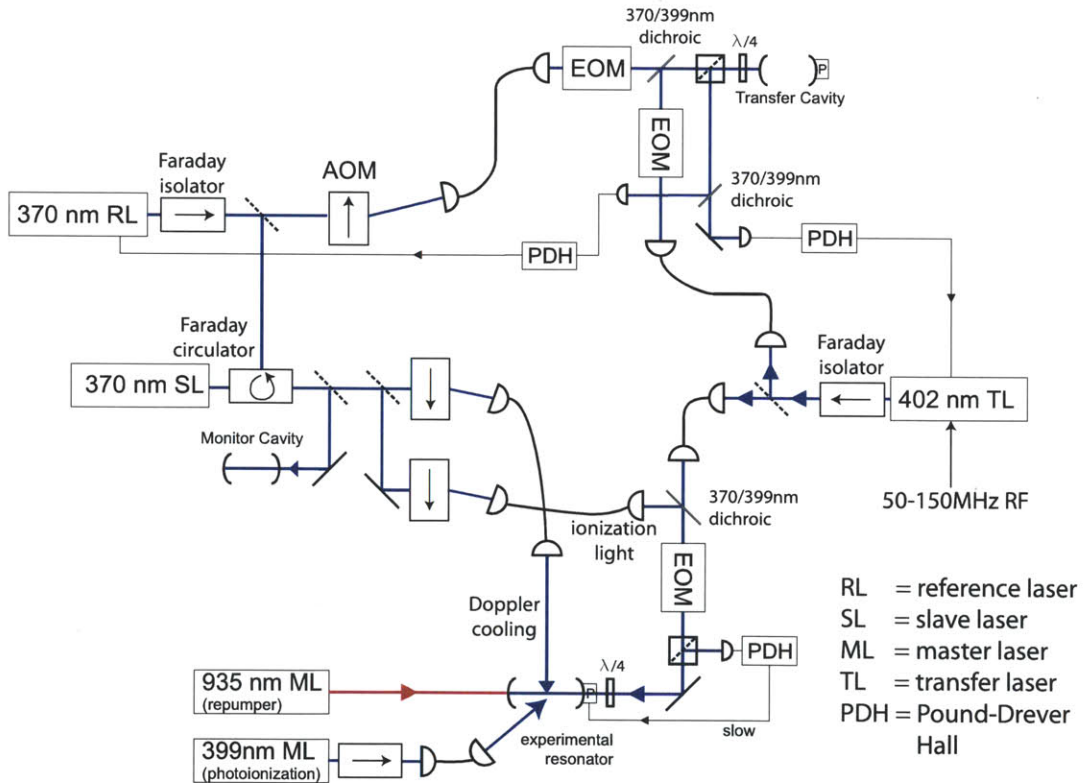 370/399nm
dichroic
λ/4
EOM
P
Transfer Cavity
EOM
Faraday
isolator
AOM
370 nm RL
370/399nm
dichroic
PDH
PDH
Faraday
circulator
370 nm SL
Faraday
isolator
402 nm TL
Monitor Cavity
50-150MHz RF
370/399nm
dichroic
ionization
light
EOM
Doppler
cooling
RL = reference laser
SL = slave laser
ML = master laser
TL = transfer laser
PDH = Pound-Drever
Hall
PDH
λ/4
P
slow
935 nm ML
(repumper)
experimental
resonator
399nm ML
(photoionization)